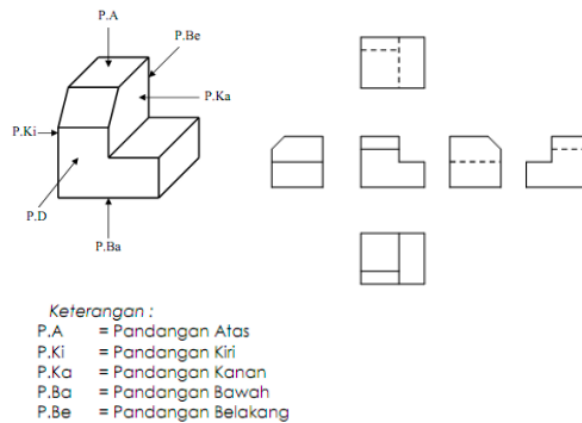 P.A
P.Be
P.Ka
P.Ki
P.D
P.Ba
Keterangan :
P.A = Pandangan Atas
P.Ki = Pandangan Kiri
P.Ka = Pandangan Kanan
P.Ba = Pandangan Bawah
P.Be = Pandangan Belakang